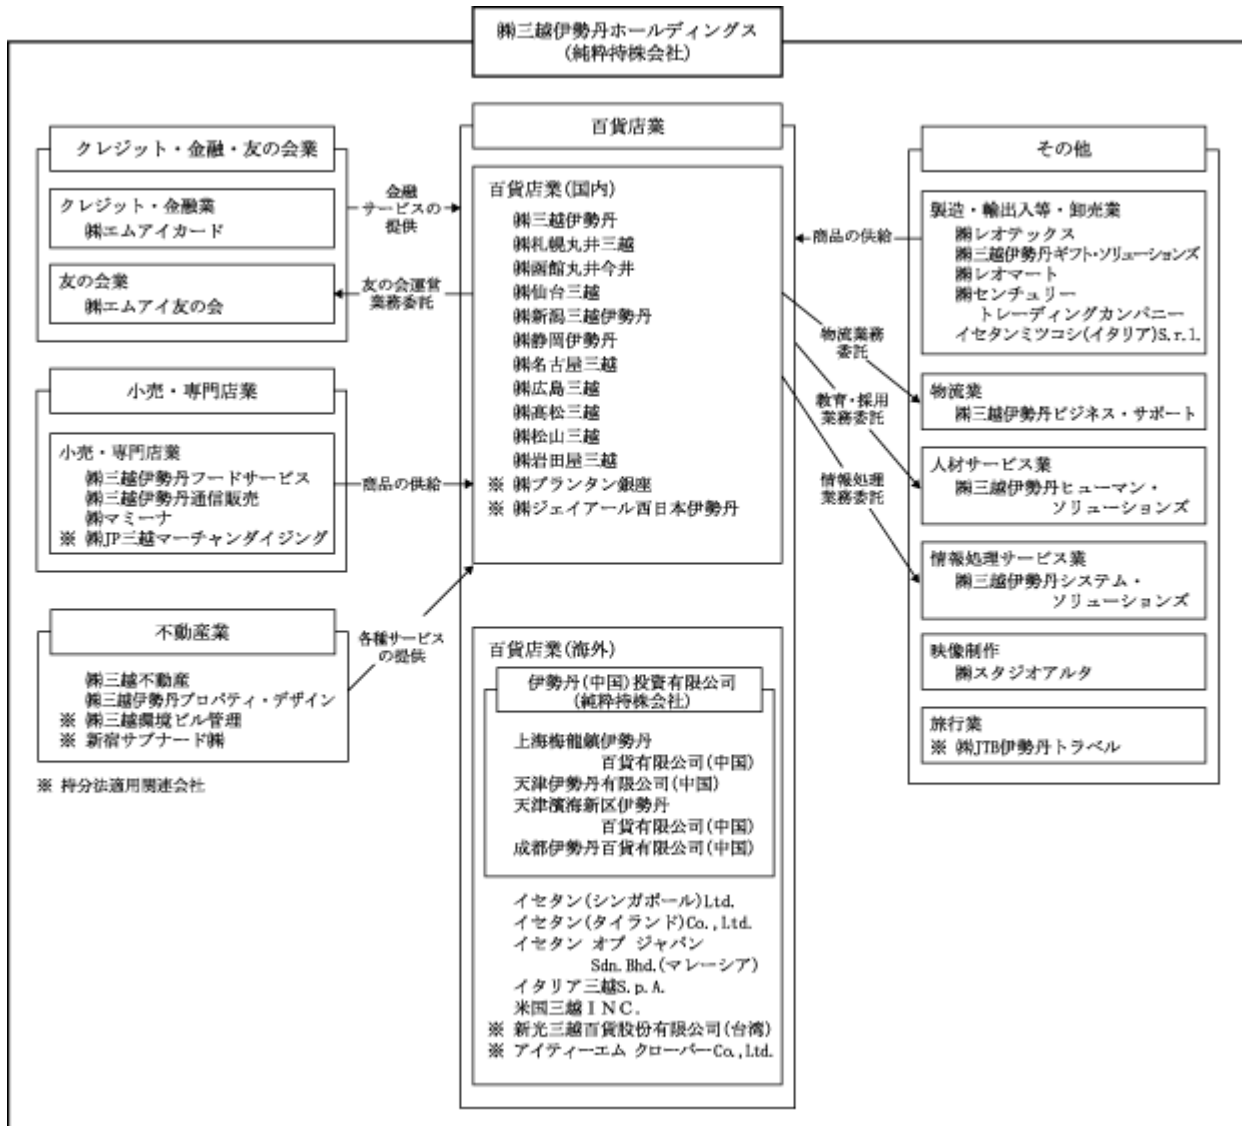 ㈱三越伊勢丹ホールディングス
(純粋持株会社)
クレジット・金融・友の会業
クレジット・金融業
㈱エムアイカード
友の会業
㈱エムアイ友の会
小売・専門店業
小売・専門店業
㈱三越伊勢丹フードサービス
㈱三越伊勢丹通信販売
㈱マミーナ
※ ㈱JP三越マーチャンダイジング
不動産業
㈱三越不動産
㈱三越伊勢丹プロパティ・デザイン
※ ㈱三越環境ビル管理
※ 新宿サブナード㈱
※ 持分法適用関連会社
金融
サービスの
提供
友の会運営
業務委託
商品の供給
各種サービス
の提供
百貨店業
百貨店業(国内)
㈱三越伊勢丹
㈱札幌丸井三越
㈱函館丸井今井
㈱仙台三越
㈱新潟三越伊勢丹
㈱静岡伊勢丹
㈱名古屋三越
㈱広島三越
㈱高松三越
㈱松山三越
㈱岩田屋三越
※ ㈱プランタン銀座
※ ㈱ジェイアール西日本伊勢丹
百貨店業(海外)
伊勢丹(中国)投資有限公司
(純粋持株会社)
上海梅龍鎮伊勢丹
百貨有限公司(中国)
天津伊勢丹有限公司(中国)
天津濱海新区伊勢丹
百貨有限公司(中国)
成都伊勢丹百貨有限公司(中国)
イセタン(シンガポール)Ltd.
イセタン(タイランド)Co.,Ltd.
イセタン オブ ジャパン
Sdn.Bhd.(マレーシア)
イタリア三越S.p.A.
米国三越ＩＮＣ.
※ 新光三越百貨股份有限公司(台湾)
※ アイティーエム クローバーCo.,Ltd.
商品の供給
物流業務
委託
教育・採用
業務委託
情報処理
業務委託
その他
製造・輸出入等・卸売業
㈱レオテックス
㈱三越伊勢丹ギフト・ソリューションズ
㈱レオマート
㈱センチュリー
トレーディングカンパニー
イセタンミツコシ(イタリア)S.r.l.
物流業
㈱三越伊勢丹ビジネス・サポート
人材サービス業
㈱三越伊勢丹ヒューマン・
ソリューションズ
情報処理サービス業
㈱三越伊勢丹システム・
ソリューションズ
映像制作
㈱スタジオアルタ
旅行業
※ ㈱JTB伊勢丹トラベル